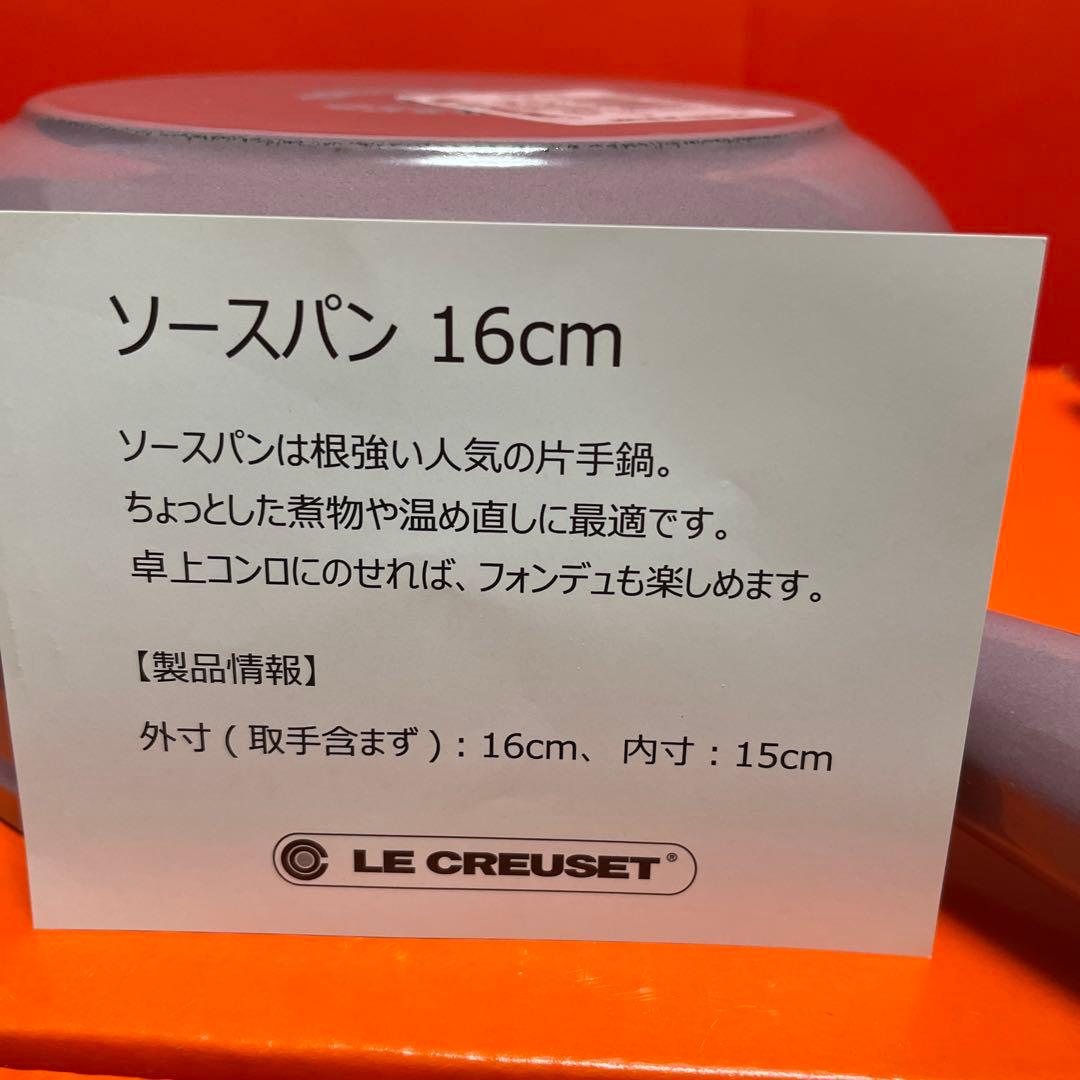 ソースパン 16cm
ソースパンは根強い人気の片手鍋。
ちょっとした煮物や温め直しに最適です。
卓上コンロにのせれば、フォンデュも楽しめます。
【製品情報】
外寸 ( 取手含まず ) : 16cm、 内寸 : 15cm
LE CREUSET®